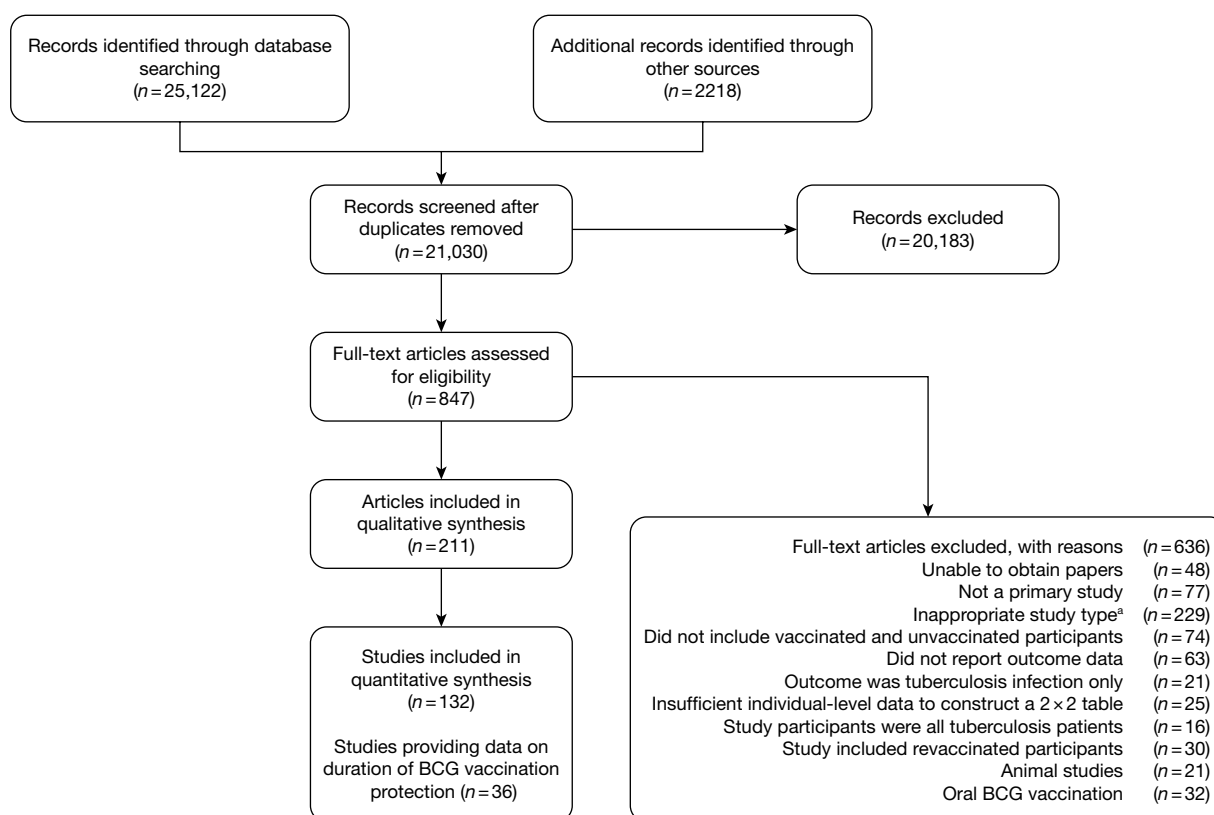 Records identified through database
searching
(n=25,122)
Additional records identified through
other sources
(n=2218)
Records screened after
duplicates removed
(n=21,030)
Records excluded
(n=20,183)
Full-text articles assessed
for eligibility
(n=847)
Articles included in
qualitative synthesis
(n=211)
Full-text articles excluded, with reasons (n=636)
Unable to obtain papers (n=48)
Not a primary study (n=77)
Inappropriate study typeᵃ (n=229)
Did not include vaccinated and unvaccinated participants (n=74)
Did not report outcome data (n=63)
Outcome was tuberculosis infection only (n=21)
Insufficient individual-level data to construct a 2×2 table (n=25)
Study participants were all tuberculosis patients (n=16)
Study included revaccinated participants (n=30)
Animal studies (n=21)
Oral BCG vaccination (n=32)
Studies included in
quantitative synthesis
(n=132)
Studies providing data on
duration of BCG vaccination
protection (n=36)